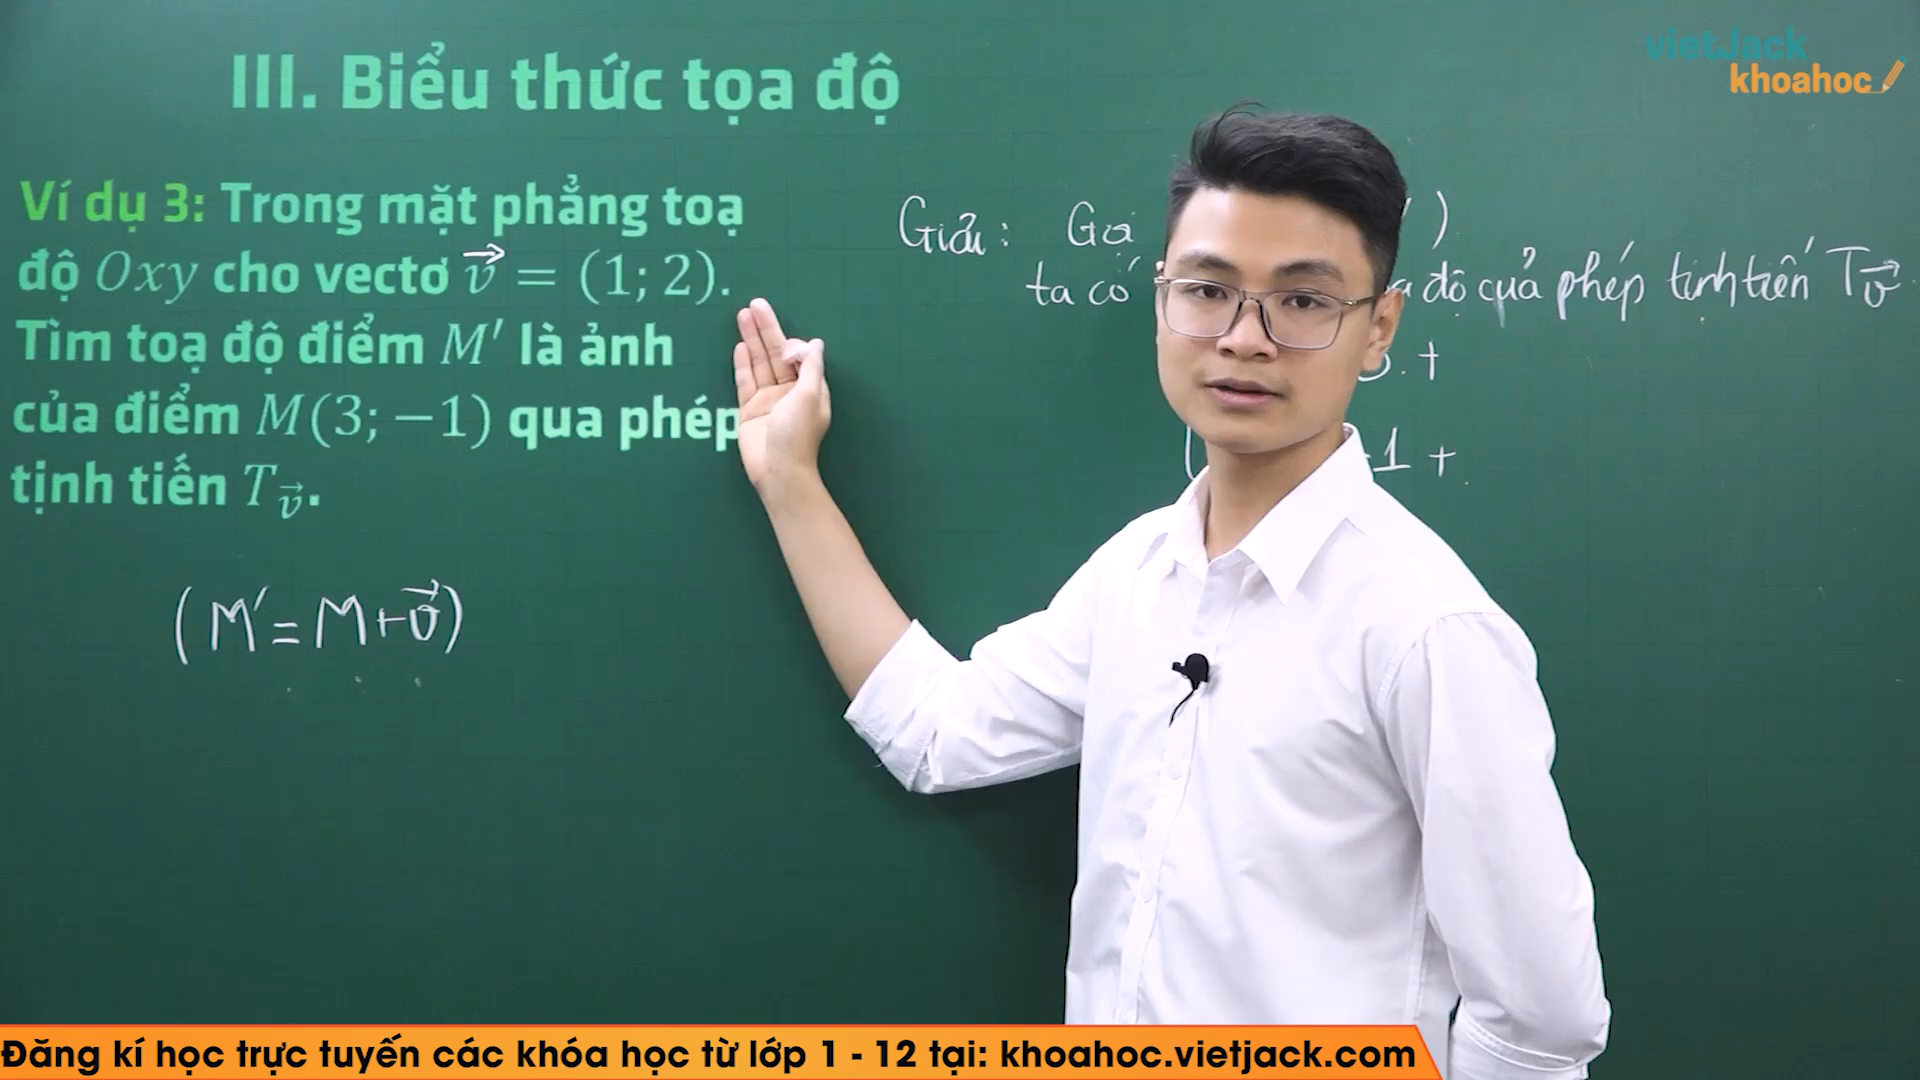 III. Biểu thức tọa độ
vietJack
khoahoc
Ví dụ 3: Trong mặt phẳng toạ
độ Oxy cho vectơ v⃗ = (1; 2).
Tìm toạ độ điểm M′ là ảnh
của điểm M(3; −1) qua phép
tịnh tiến T_v⃗.
(M′ = M + v⃗)
Giải: Gọi )
ta có độ quả phép tịnh tiến T_v⃗
3 +
-1 +
Đăng kí học trực tuyến các khóa học từ lớp 1 - 12 tại: khoahoc.vietjack.com